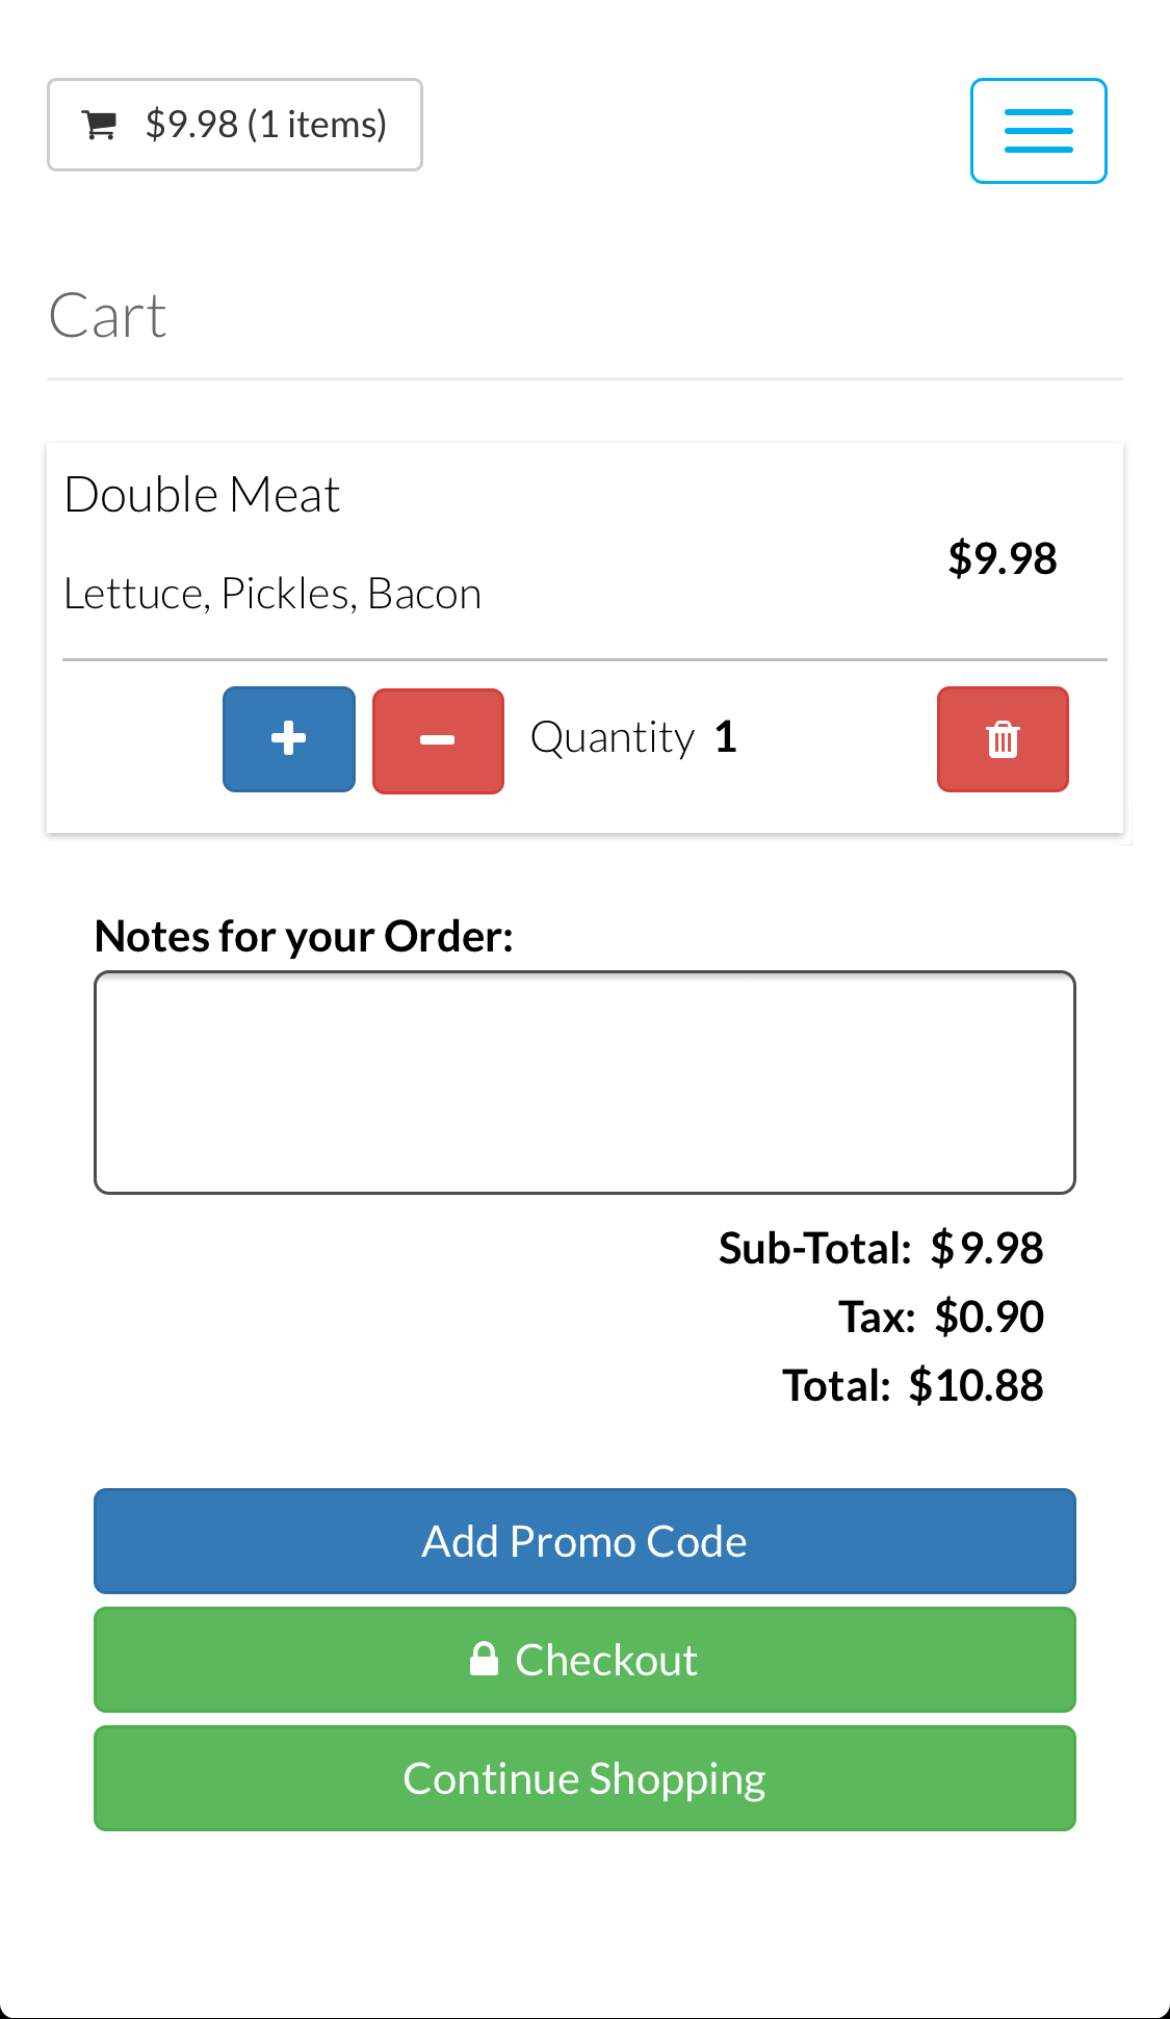 $9.98 (1 items)
Cart
Double Meat
$9.98
Lettuce, Pickles, Bacon
Quantity 1
Notes for your Order:
Sub-Total: $9.98
Tax: $0.90
Total: $10.88
Add Promo Code
Checkout
Continue Shopping